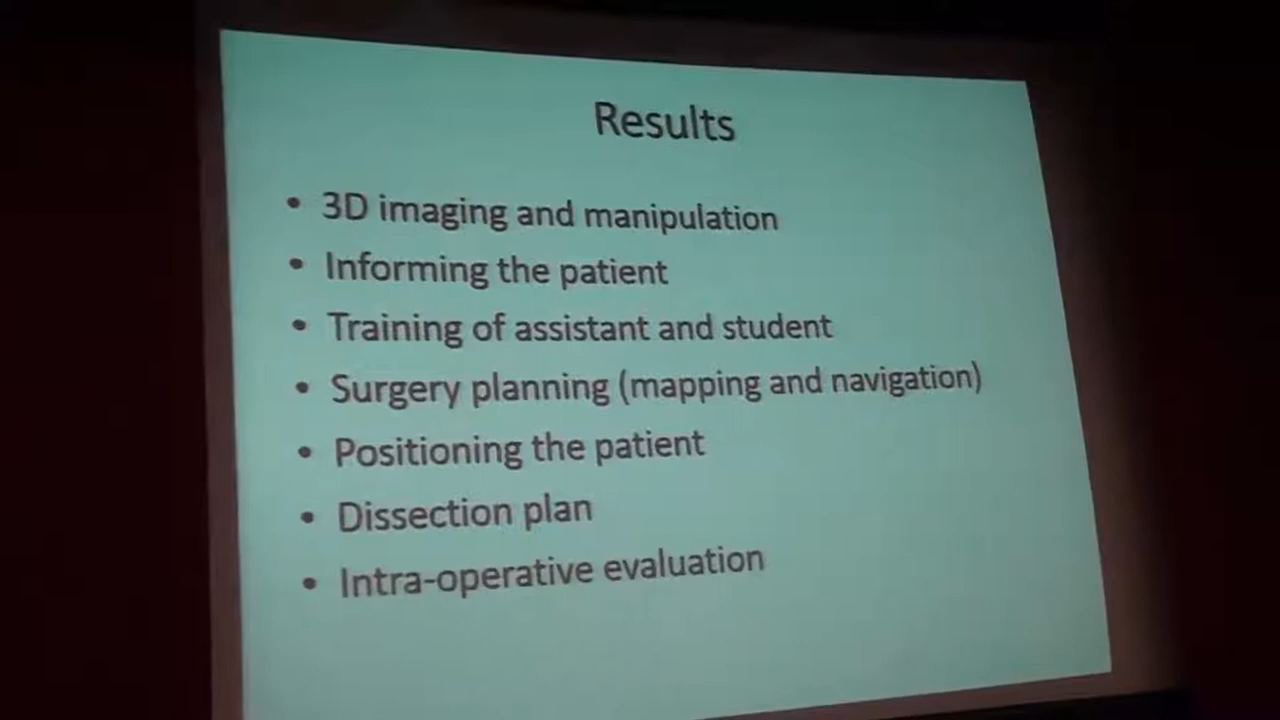 Results
• 3D imaging and manipulation
• Informing the patient
• Training of assistant and student
• Surgery planning (mapping and navigation)
• Positioning the patient
• Dissection plan
• Intra-operative evaluation